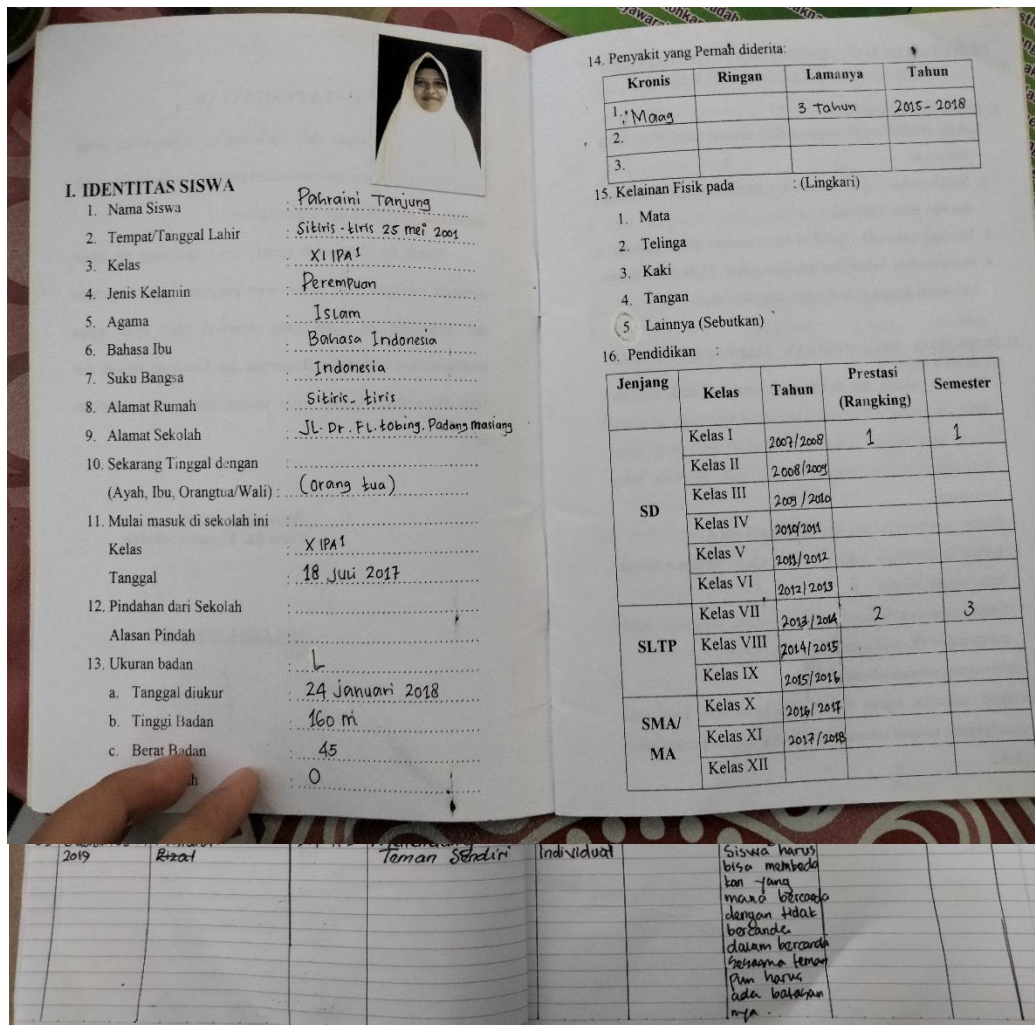 I. IDENTITAS SISWA
1. Nama Siswa : Pahraini Tanjung
2. Tempat/Tanggal Lahir : Sitiris - tiris 25 mei 2001
3. Kelas : XI IPA 1
4. Jenis Kelamin : Perempuan
5. Agama : Islam
6. Bahasa Ibu : Bahasa Indonesia
7. Suku Bangsa : Indonesia
8. Alamat Rumah : Sitiris - tiris
9. Alamat Sekolah : JL. Dr. FL. tobing. Padang masiang
10. Sekarang Tinggal dengan :
(Ayah, Ibu, Orangtua/Wali) : (orang tua)
11. Mulai masuk di sekolah ini :
Kelas : X IPA 1
Tanggal : 18 Juli 2017
12. Pindahan dari Sekolah :
Alasan Pindah
13. Ukuran badan : L
a. Tanggal diukur : 24 Januari 2018
b. Tinggi Badan : 160 m
c. Berat Badan : 45
: O
14. Penyakit yang Pernah diderita:
Kronis Ringan Lamanya Tahun
1. Maag 3 tahun 2015 - 2018
2.
3.
15. Kelainan Fisik pada : (Lingkari)
1. Mata
2. Telinga
3. Kaki
4. Tangan
5. Lainnya (Sebutkan)
16. Pendidikan :
Jenjang Kelas Tahun Prestasi (Rangking) Semester
SD Kelas I 2007/2008 1 1
Kelas II 2008/2009
Kelas III 2009/2010
Kelas IV 2010/2011
Kelas V 2011/2012
Kelas VI 2012/2013
SLTP Kelas VII 2013/2014 2 3
Kelas VIII 2014/2015
Kelas IX 2015/2016
SMA/MA Kelas X 2016/2017
Kelas XI 2017/2018
Kelas XII
2019 Rizal Teman Sendiri Individual Siswa harus
bisa membeda
kan yang
mana bercanda
dengan tidak
bercanda
dalam bercanda
sesama teman
pun harus
ada batasan
nya.